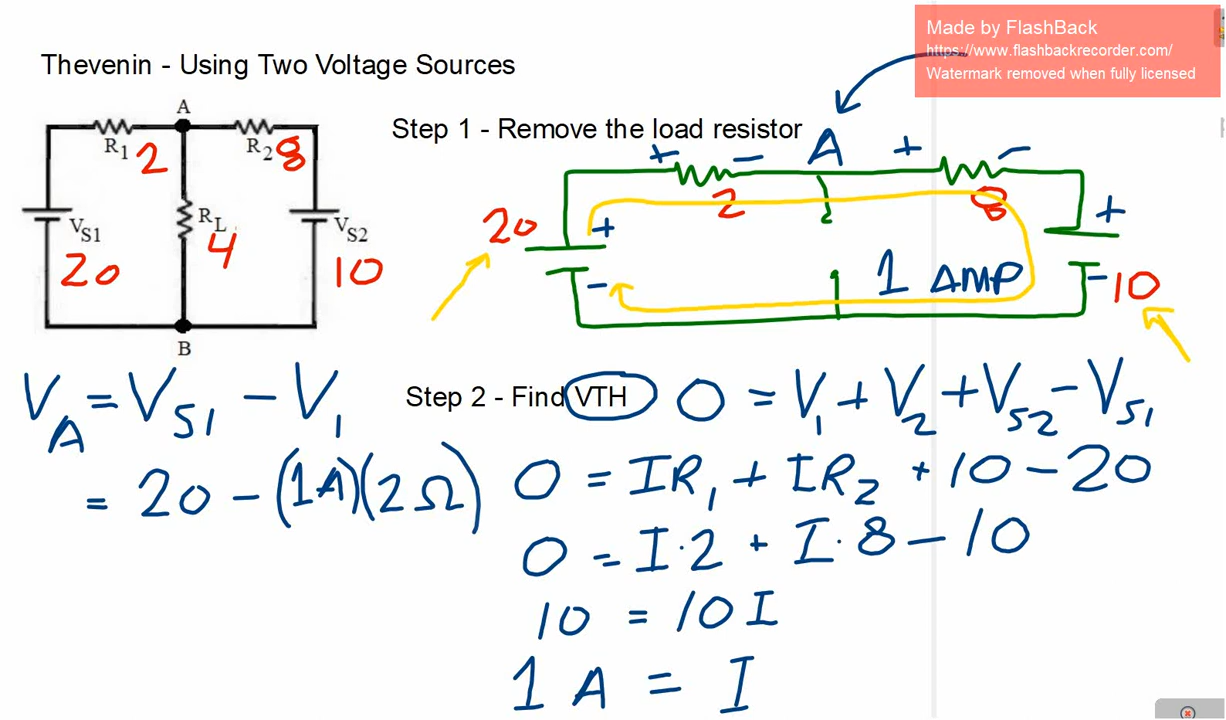 Made by FlashBack
https://www.flashbackrecorder.com/
Watermark removed when fully licensed
Thevenin - Using Two Voltage Sources
A
R1
2
R2
8
VS1
20
RL
4
VS2
10
B
Step 1 - Remove the load resistor
A
+ -
+ -
2
8
20
+
-
1 AMP
+
- 10
VA = VS1 - V1
= 20 - (1A)(2Ω)
Step 2 - Find VTH
0 = V1 + V2 + VS2 - VS1
0 = IR1 + IR2 + 10 - 20
0 = I·2 + I·8 - 10
10 = 10I
1 A = I